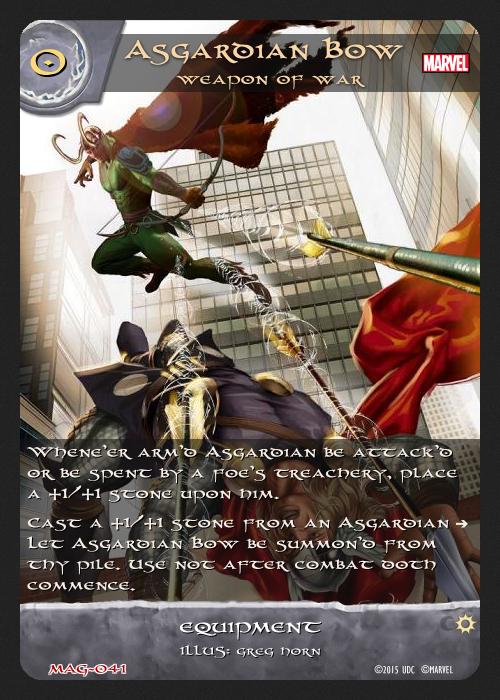 Asgardian Bow
MARVEL
Weapon of War
Whene'er arm'd Asgardian be attack'd
or be spent by a foe's treachery, place
a +1/+1 stone upon him.
Cast a +1/+1 stone from an Asgardian →
Let Asgardian Bow be summon'd from
thy pile. Use not after combat doth
commence.
Equipment
Illus: Greg Horn
MAG-041
©2015 UDC ©MARVEL